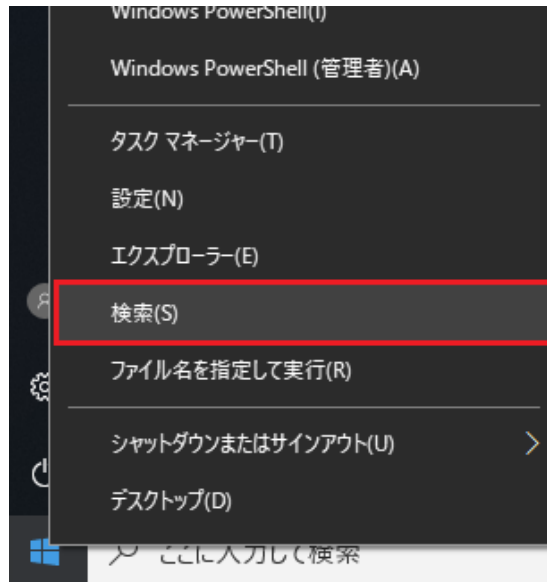 Windows PowerShell(I)
Windows PowerShell (管理者)(A)
タスク マネージャー(T)
設定(N)
エクスプローラー(E)
検索(S)
ファイル名を指定して実行(R)
シャットダウンまたはサインアウト(U)
デスクトップ(D)
ここに入力して検索